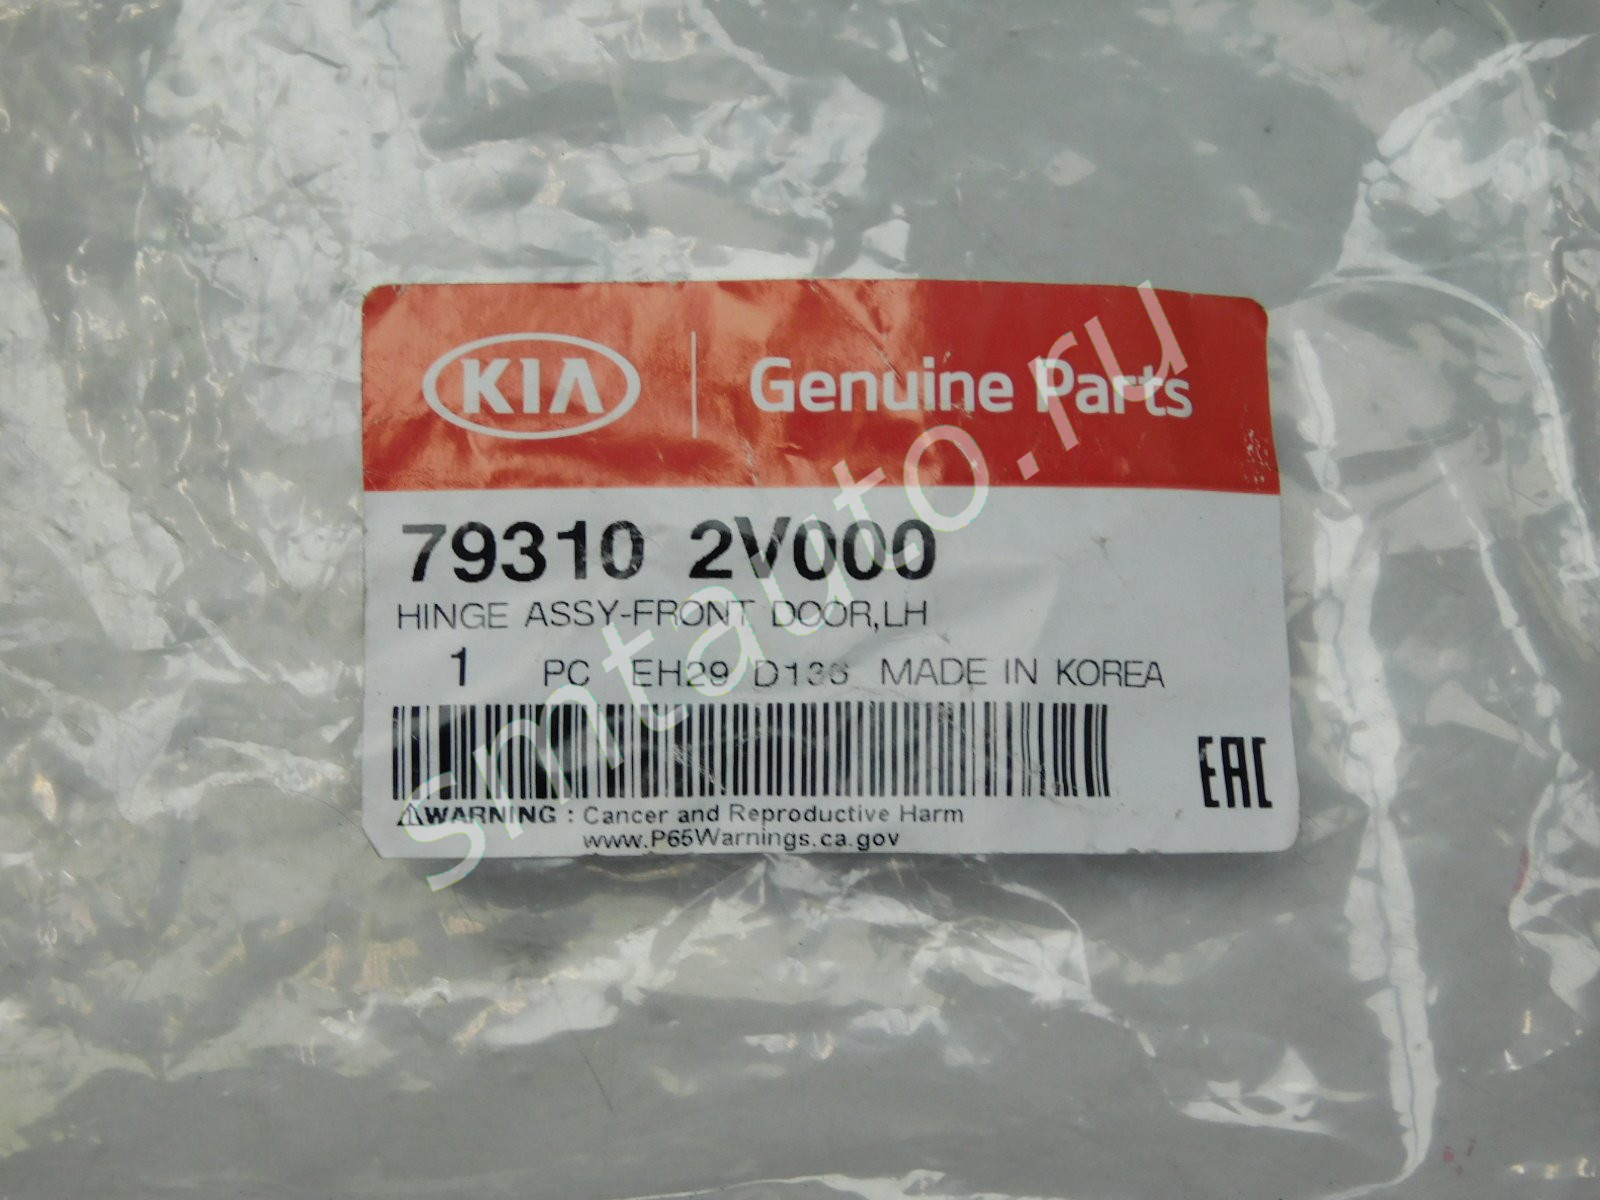 KIA Genuine Parts
79310 2V000
HINGE ASSY-FRONT DOOR,LH
1 PC EH29 D136 MADE IN KOREA
EAC
WARNING : Cancer and Reproductive Harm
www.P65Warnings.ca.gov
smtauto.ru